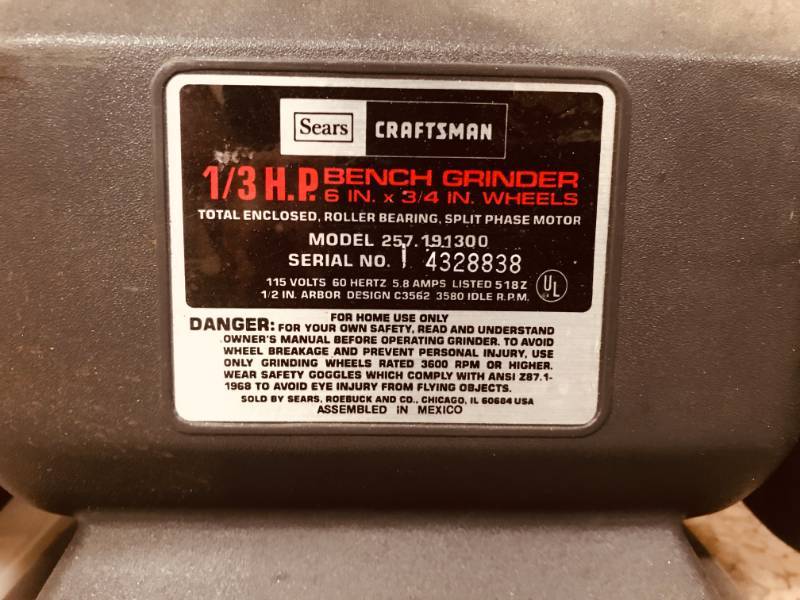 Sears CRAFTSMAN
1/3 H.P. BENCH GRINDER
6 IN. x 3/4 IN. WHEELS
TOTAL ENCLOSED, ROLLER BEARING, SPLIT PHASE MOTOR
MODEL 257.191300
SERIAL NO. 1 4328838
115 VOLTS 60 HERTZ 5.8 AMPS LISTED 518Z
1/2 IN. ARBOR DESIGN C3562 3580 IDLE R.P.M.
UL
FOR HOME USE ONLY
DANGER: FOR YOUR OWN SAFETY, READ AND UNDERSTAND
OWNER'S MANUAL BEFORE OPERATING GRINDER. TO AVOID
WHEEL BREAKAGE AND PREVENT PERSONAL INJURY, USE
ONLY GRINDING WHEELS RATED 3600 RPM OR HIGHER.
WEAR SAFETY GOGGLES WHICH COMPLY WITH ANSI Z87.1-
1968 TO AVOID EYE INJURY FROM FLYING OBJECTS.
SOLD BY SEARS, ROEBUCK AND CO., CHICAGO, IL 60684 USA
ASSEMBLED IN MEXICO